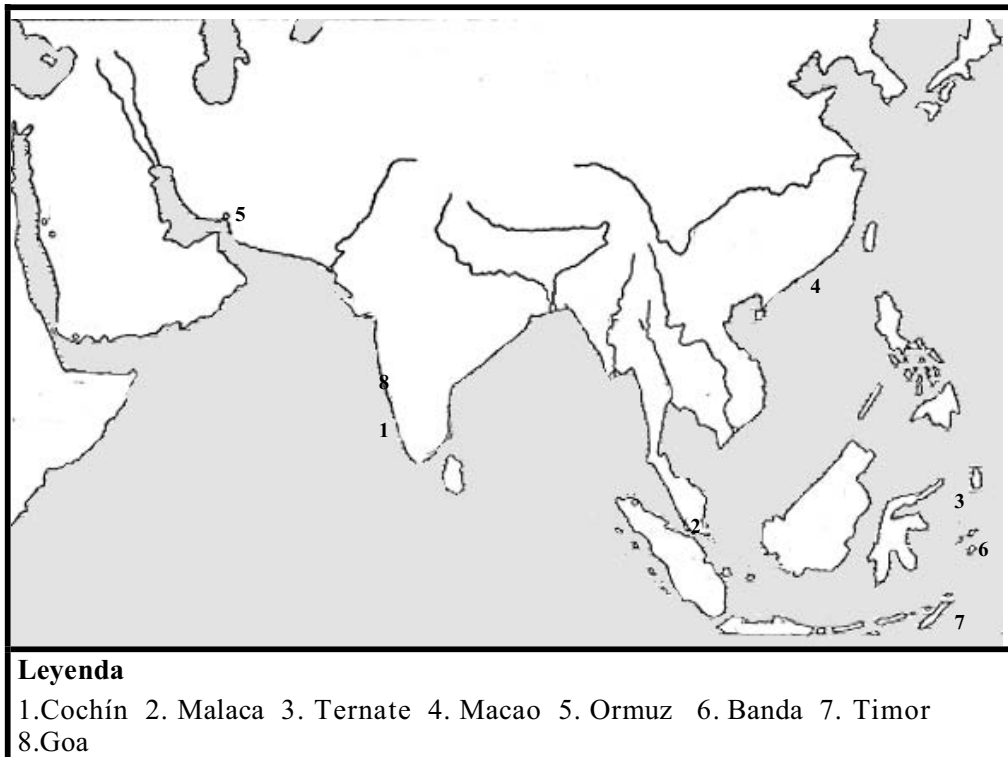 5
4
8
1
3
2
6
7
Leyenda
1.Cochín 2. Malaca 3. Ternate 4. Macao 5. Ormuz 6. Banda 7. Timor
8.Goa